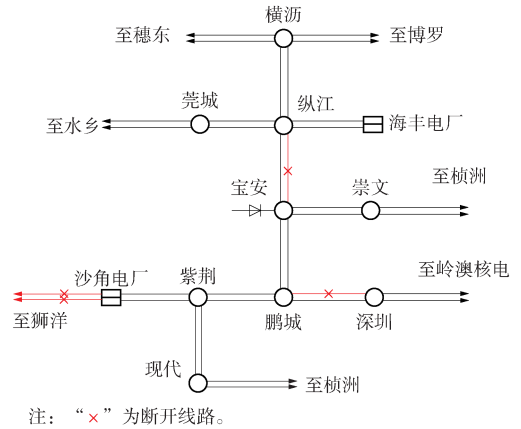 横沥
至穗东
至博罗
莞城
纵江
至水乡
海丰电厂
宝安
崇文
至桢洲
至岭澳核电
沙角电厂
紫荆
至狮洋
鹏城
深圳
现代
至桢洲
注：“×”为断开线路。